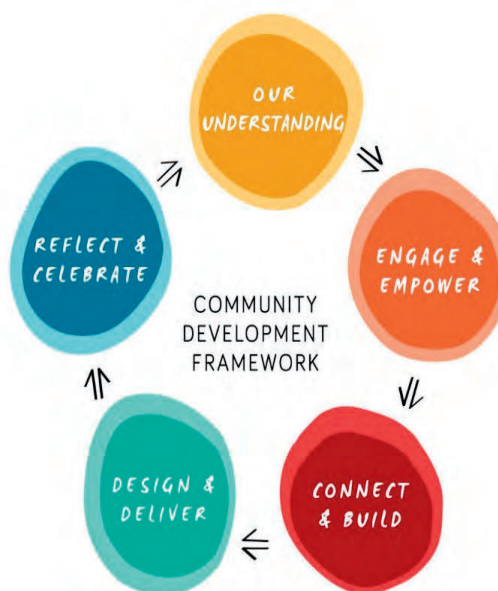 OUR
UNDERSTANDING
ENGAGE &
EMPOWER
CONNECT
& BUILD
DESIGN &
DELIVER
REFLECT &
CELEBRATE
COMMUNITY
DEVELOPMENT
FRAMEWORK